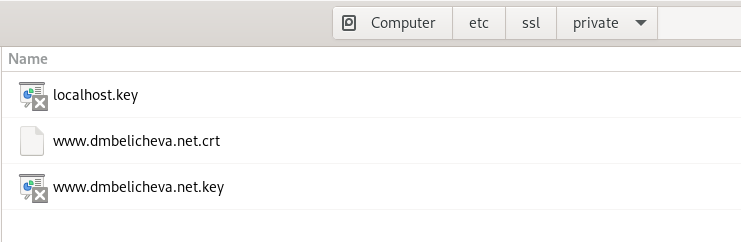 Computer etc ssl private
Name
localhost.key
www.dmbelicheva.net.crt
www.dmbelicheva.net.key